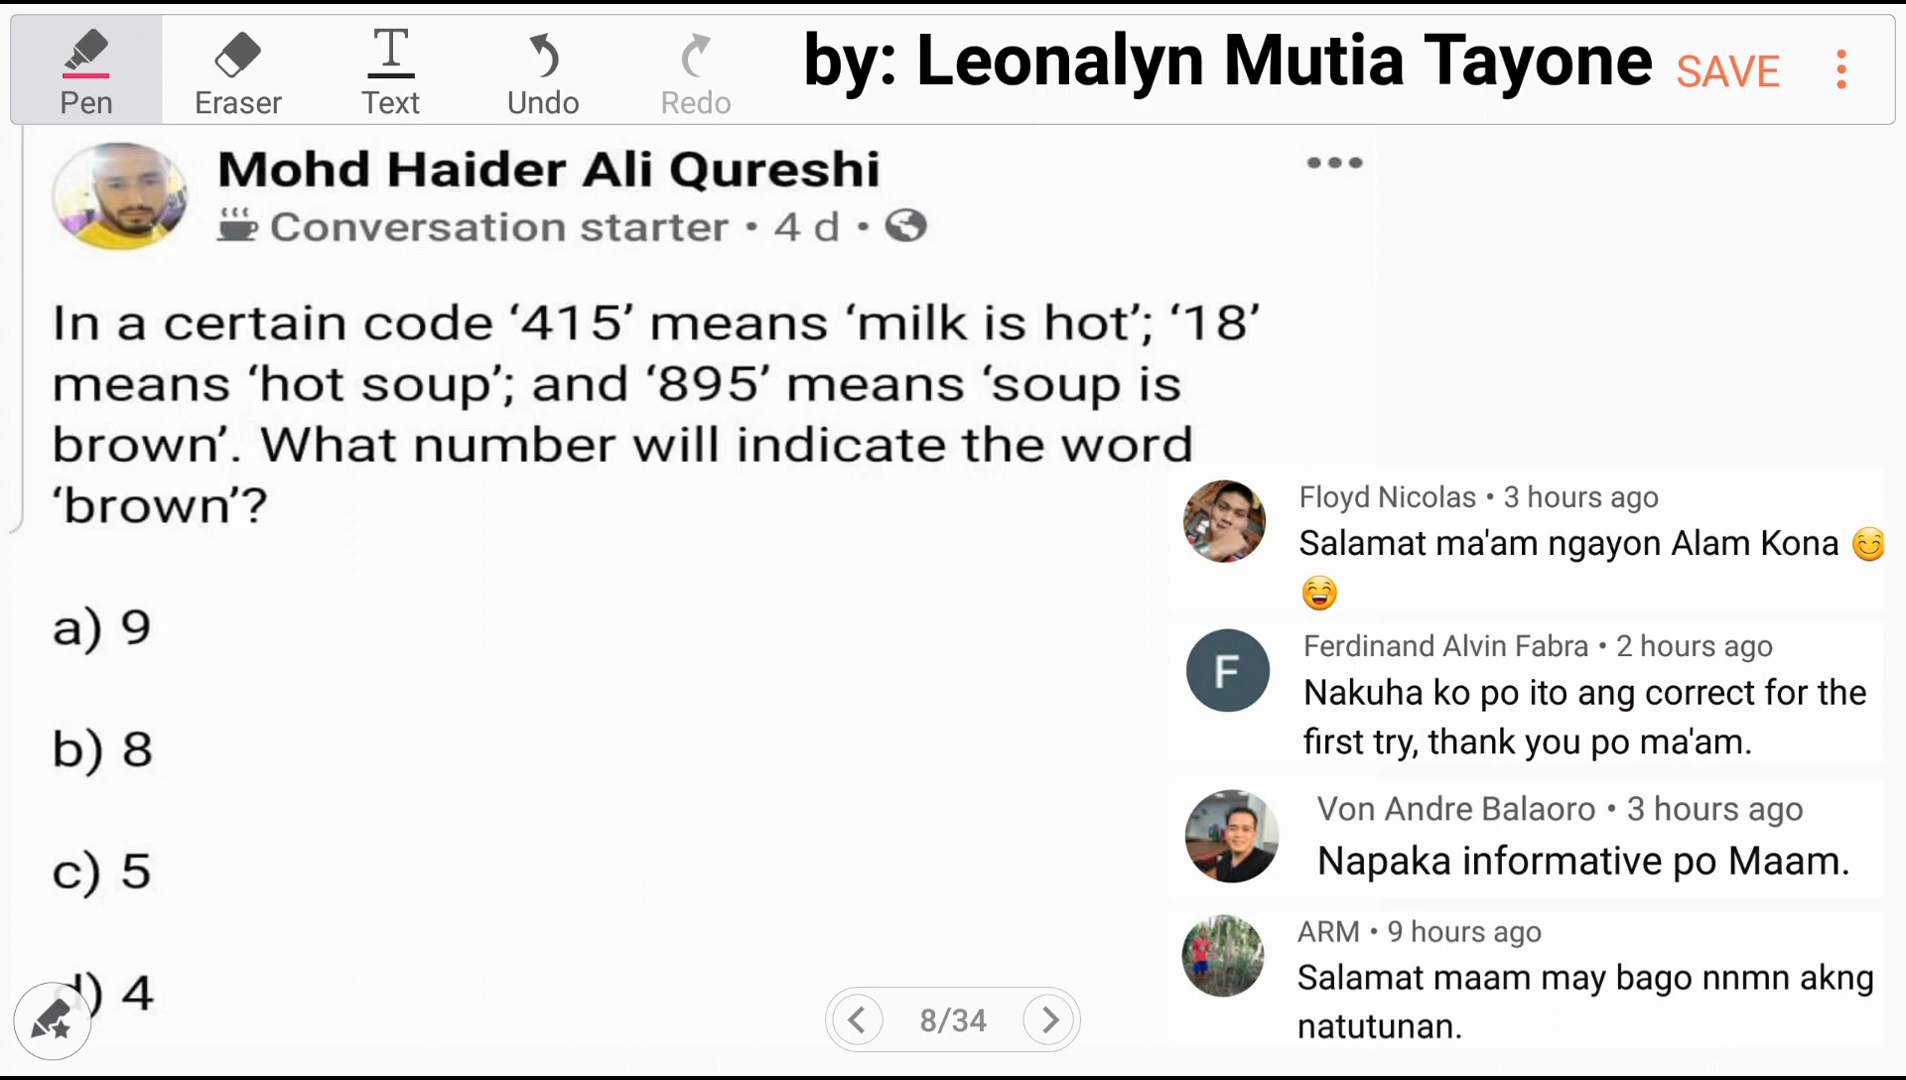 Pen
Eraser
Text
Undo
Redo
by: Leonalyn Mutia Tayone
SAVE
Mohd Haider Ali Qureshi
Conversation starter • 4 d •
In a certain code ‘415’ means ‘milk is hot’; ‘18’
means ‘hot soup’; and ‘895’ means ‘soup is
brown’. What number will indicate the word
‘brown’?
a) 9
b) 8
c) 5
d) 4
Floyd Nicolas • 3 hours ago
Salamat ma'am ngayon Alam Kona 😊
😁
Ferdinand Alvin Fabra • 2 hours ago
F
Nakuha ko po ito ang correct for the
first try, thank you po ma'am.
Von Andre Balaoro • 3 hours ago
Napaka informative po Maam.
ARM • 9 hours ago
Salamat maam may bago nnmn akng
natutunan.
8/34